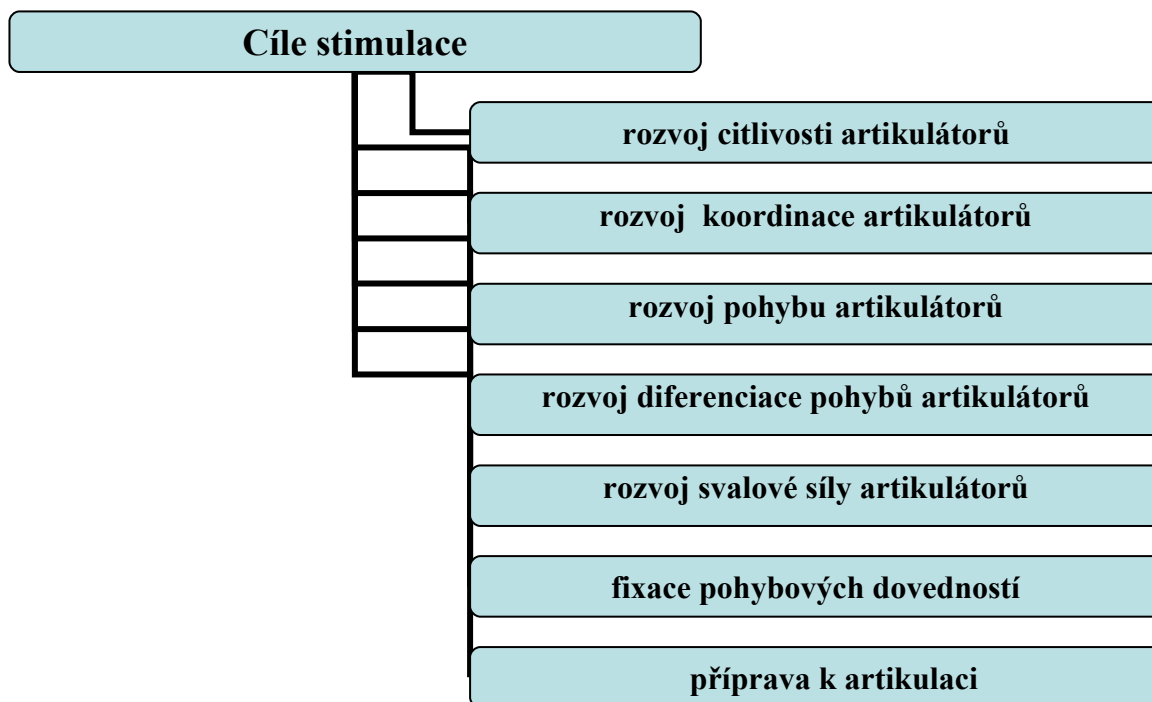 Cíle stimulace
rozvoj citlivosti artikulátorů
rozvoj koordinace artikulátorů
rozvoj pohybu artikulátorů
rozvoj diferenciace pohybů artikulátorů
rozvoj svalové síly artikulátorů
fixace pohybových dovedností
příprava k artikulaci